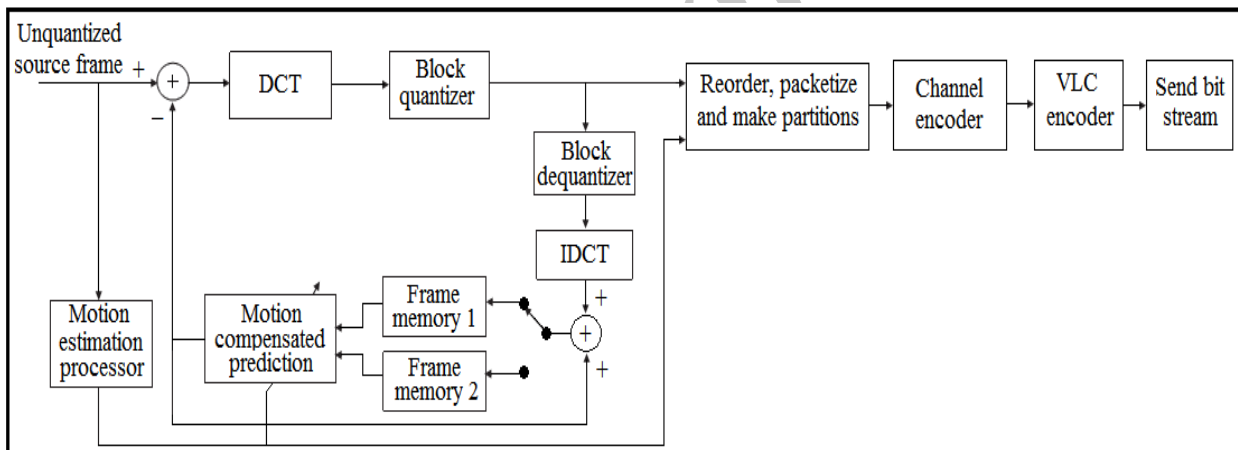 Unquantized
source frame
+
+
−
DCT
Block
quantizer
Reorder, packetize
and make partitions
Channel
encoder
VLC
encoder
Send bit
stream
Block
dequantizer
IDCT
+
+
+
Frame
memory 1
Frame
memory 2
Motion
compensated
prediction
Motion
estimation
processor